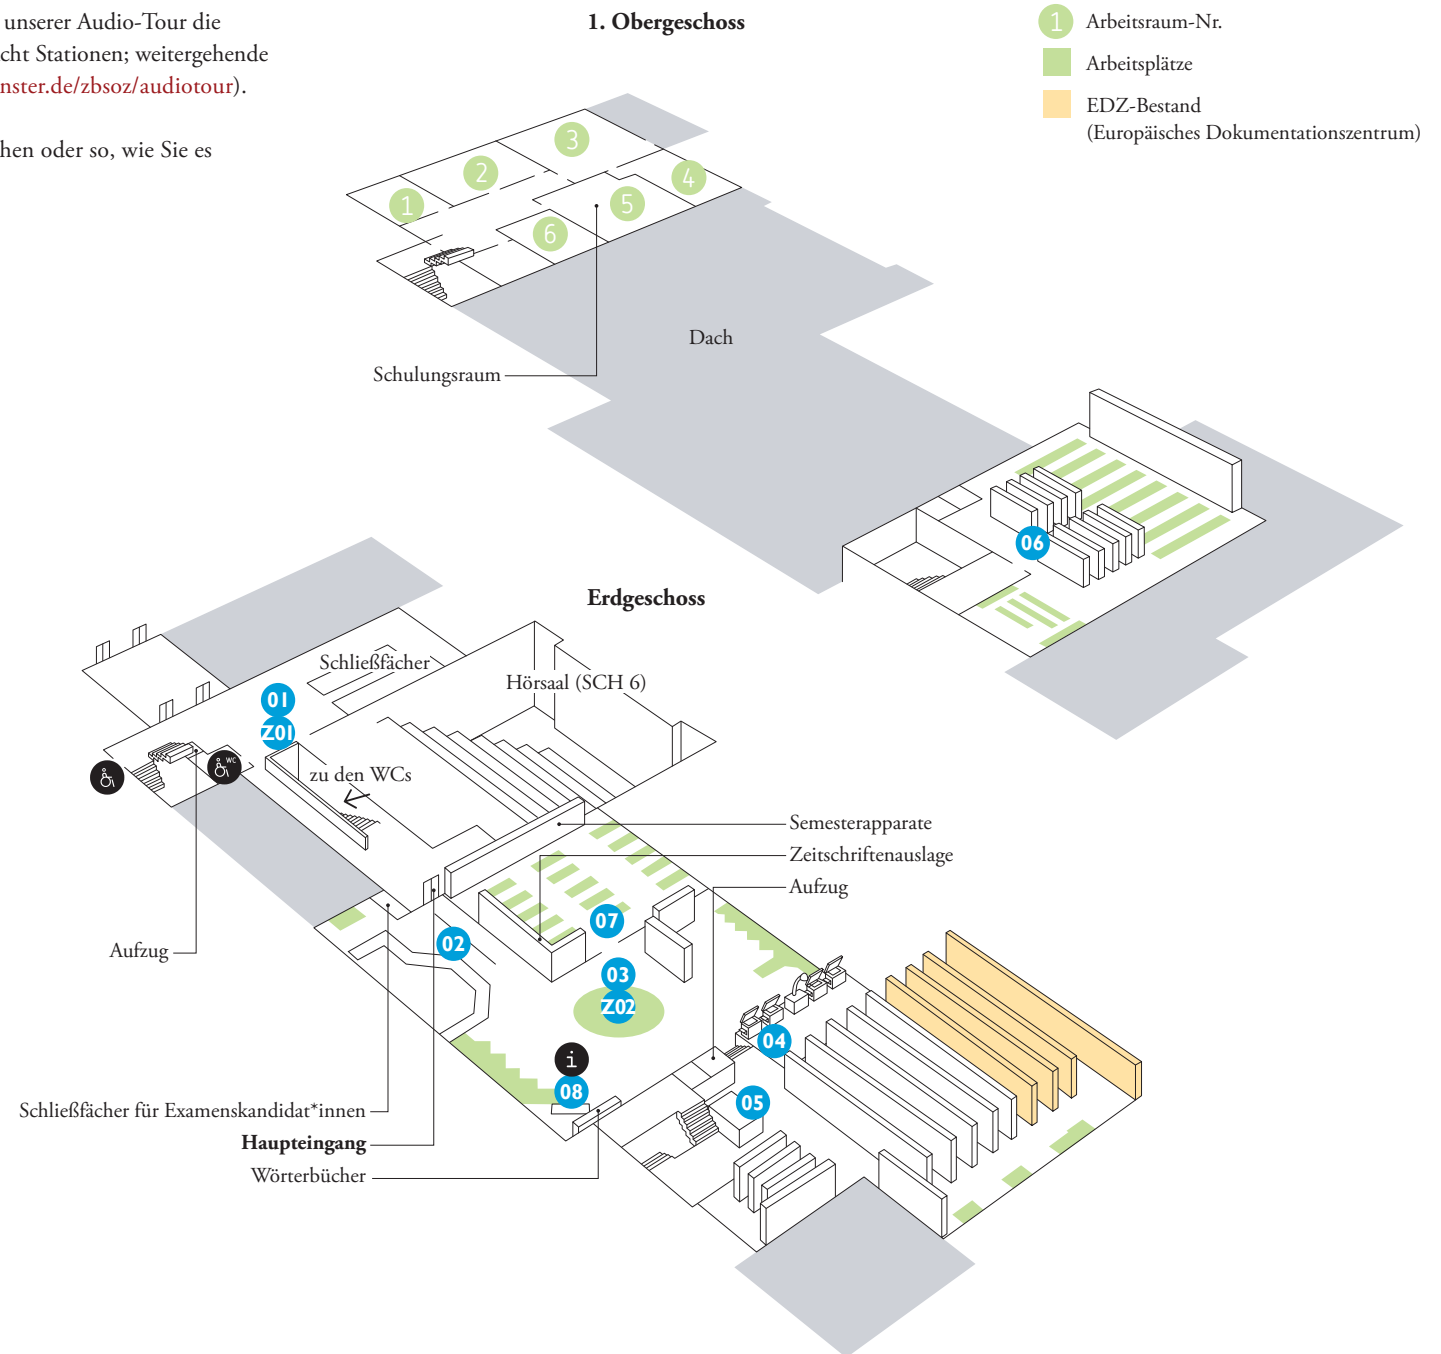 unserer Audio-Tour die
cht Stationen; weitergehende
nster.de/zbsoz/audiotour).
hen oder so, wie Sie es
1. Obergeschoss
1 Arbeitsraum-Nr.
Arbeitsplätze
EDZ-Bestand
(Europäisches Dokumentationszentrum)
3
2
4
1
5
6
Dach
Schulungsraum
06
Erdgeschoss
Schließfächer
Hörsaal (SCH 6)
01
Z01
WC
zu den WCs
Semesterapparate
Zeitschriftenauslage
Aufzug
07
02
Aufzug
03
Z02
04
i
08
05
Schließfächer für Examenskandidat*innen
Haupteingang
Wörterbücher